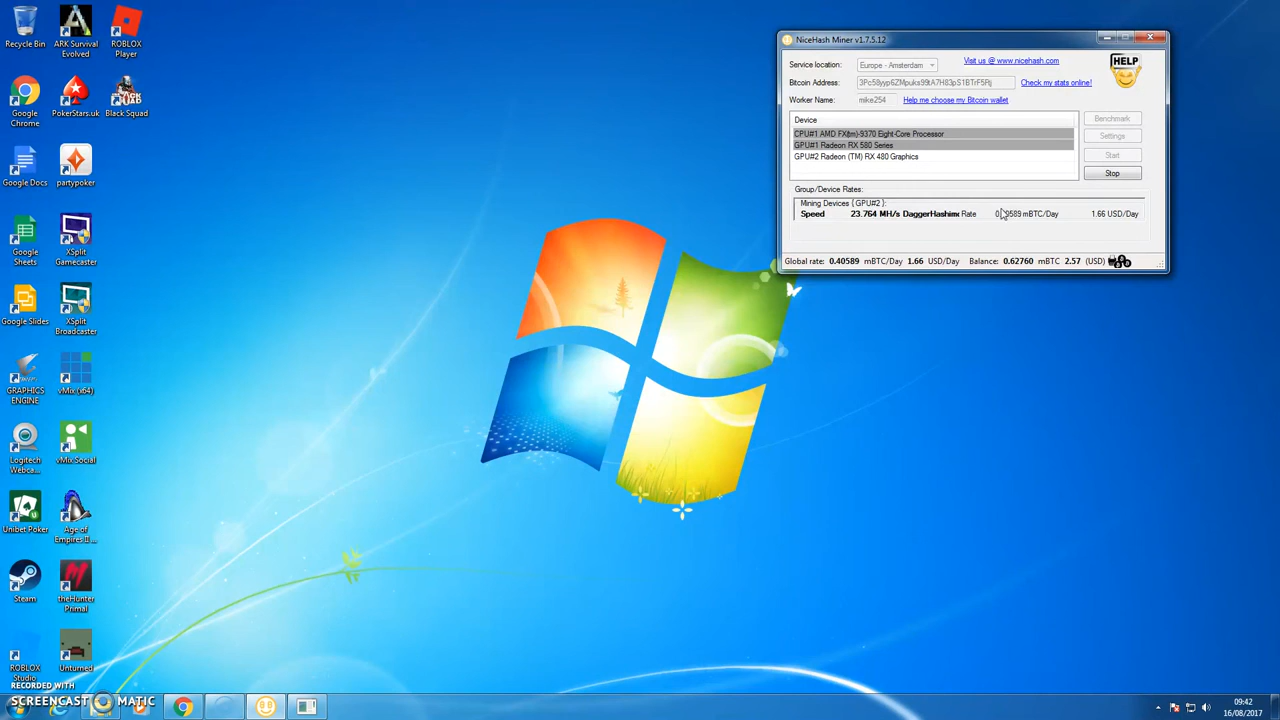 Recycle Bin
ARK Survival
Evolved
ROBLOX
Player
Google
Chrome
PokerStars.uk
Black Squad
Google Docs
partypoker
Google
Sheets
XSplit
Gamecaster
Google Slides
XSplit
Broadcaster
GRAPHICS
ENGINE
vMix (x64)
Logitech
Webca...
vMix Social
Unibet Poker
Age of
Empires II...
Steam
theHunter
Primal
ROBLOX
Studio
Unturned
RECORDED WITH
SCREENCAST MATIC
NiceHash Miner v1.7.5.12
Service location:
Europe - Amsterdam
Visit us @ www.nicehash.com
HELP
Bitcoin Address:
Check my stats online!
Worker Name:
mike254
Help me choose my Bitcoin wallet
Device
Benchmark
CPU#1 AMD FX(tm)-9370 Eight-Core Processor
Settings
GPU#1 Radeon RX 580 Series
GPU#2 Radeon (TM) RX 480 Graphics
Start
Stop
Group/Device Rates:
Mining Devices { GPU#2 }:
Speed 23.764 MH/s Rate mBTC/Day 1.66 USD/Day
Global rate: 0.40589 mBTC/Day 1.66 USD/Day Balance: 0.62760 mBTC 2.57 (USD)
09:42
16/08/2017